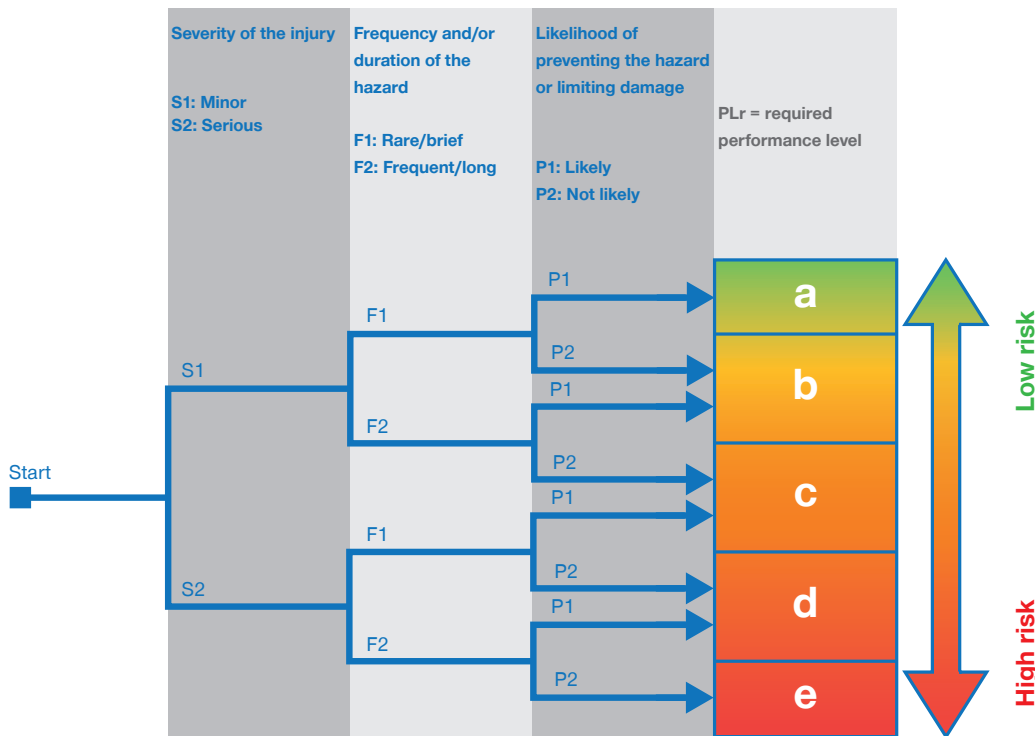 Severity of the injury
S1: Minor
S2: Serious
Frequency and/or
duration of the
hazard
F1: Rare/brief
F2: Frequent/long
Likelihood of
preventing the hazard
or limiting damage
P1: Likely
P2: Not likely
PLr = required
performance level
Start
S1
S2
F1
F2
F1
F2
P1
P2
P1
P2
P1
P2
P1
P2
a
b
c
d
e
Low risk
High risk